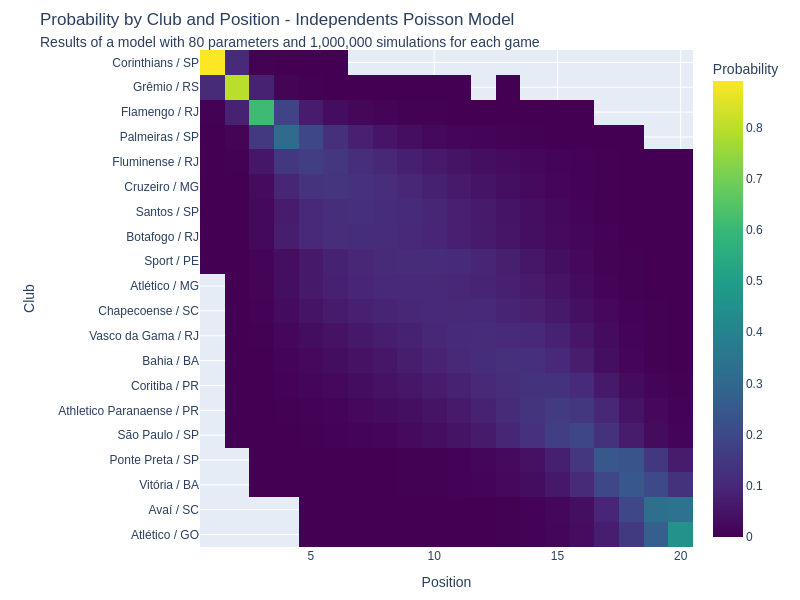 Probability by Club and Position - Independents Poisson Model
Results of a model with 80 parameters and 1,000,000 simulations for each game
Probability
Corinthians / SP
Grêmio / RS
Flamengo / RJ
Palmeiras / SP
Fluminense / RJ
Cruzeiro / MG
Santos / SP
Botafogo / RJ
Sport / PE
Atlético / MG
Chapecoense / SC
Vasco da Gama / RJ
Bahia / BA
Coritiba / PR
Athletico Paranaense / PR
São Paulo / SP
Ponte Preta / SP
Vitória / BA
Avaí / SC
Atlético / GO
Club
5
10
15
20
Position
0.8
0.7
0.6
0.5
0.4
0.3
0.2
0.1
0